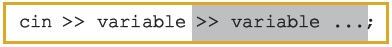 cin >> variable >> variable ...;